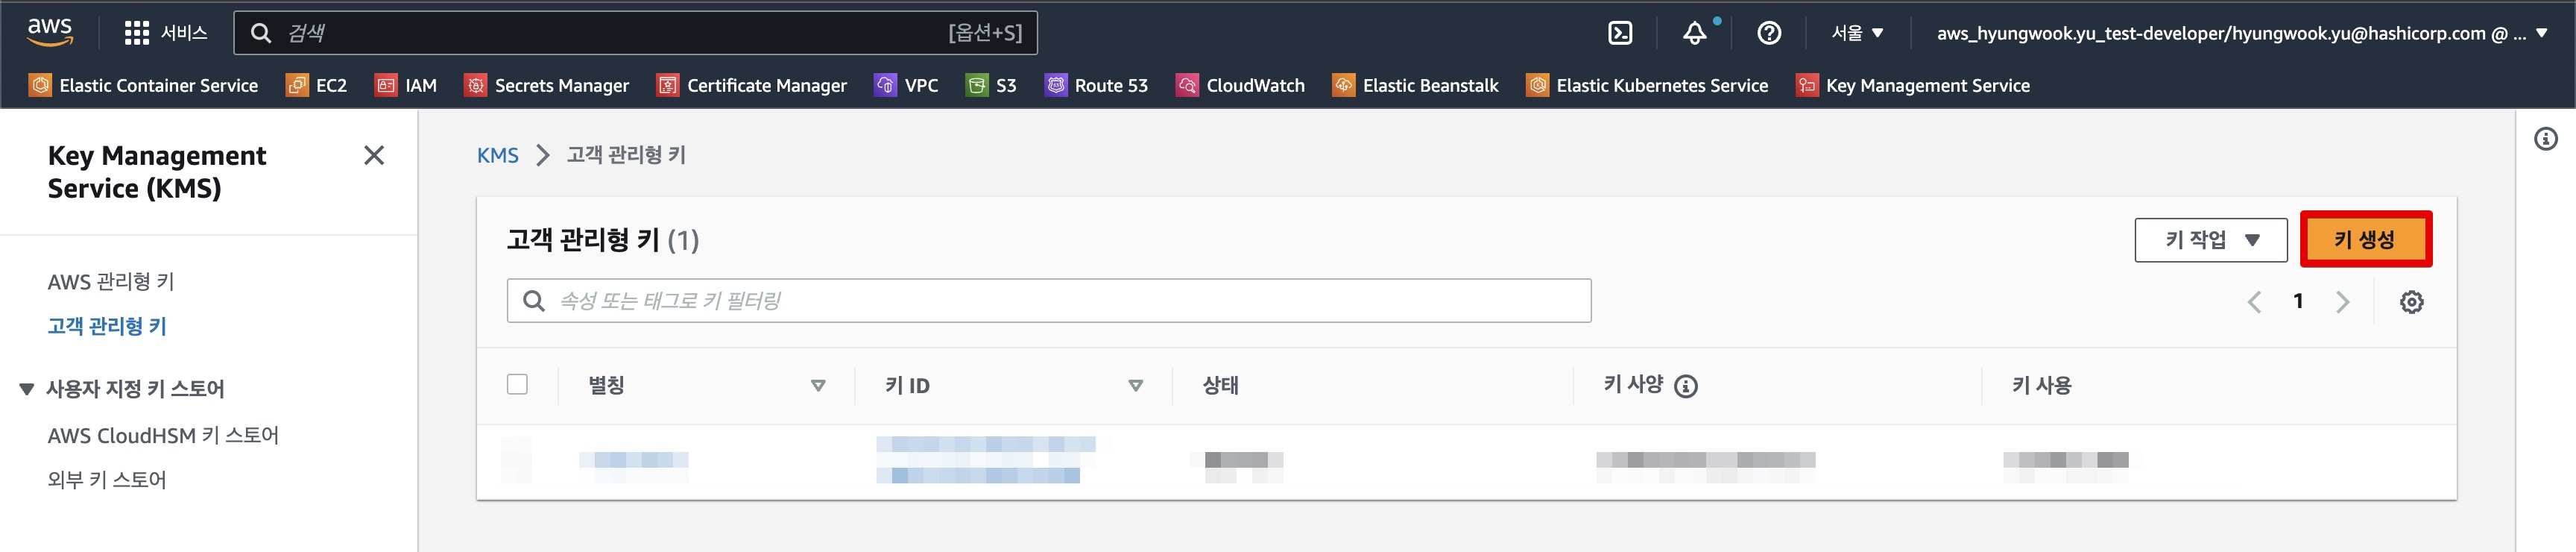 aws
서비스
검색
[옵션+S]
서울
aws_hyungwook.yu_test-developer/hyungwook.yu@hashicorp.com @ ...
Elastic Container Service
EC2
IAM
Secrets Manager
Certificate Manager
VPC
S3
Route 53
CloudWatch
Elastic Beanstalk
Elastic Kubernetes Service
Key Management Service
Key Management
Service (KMS)
AWS 관리형 키
고객 관리형 키
사용자 지정 키 스토어
AWS CloudHSM 키 스토어
외부 키 스토어
KMS
고객 관리형 키
고객 관리형 키 (1)
키 작업
키 생성
속성 또는 태그로 키 필터링
1
별칭
키 ID
상태
키 사양
키 사용